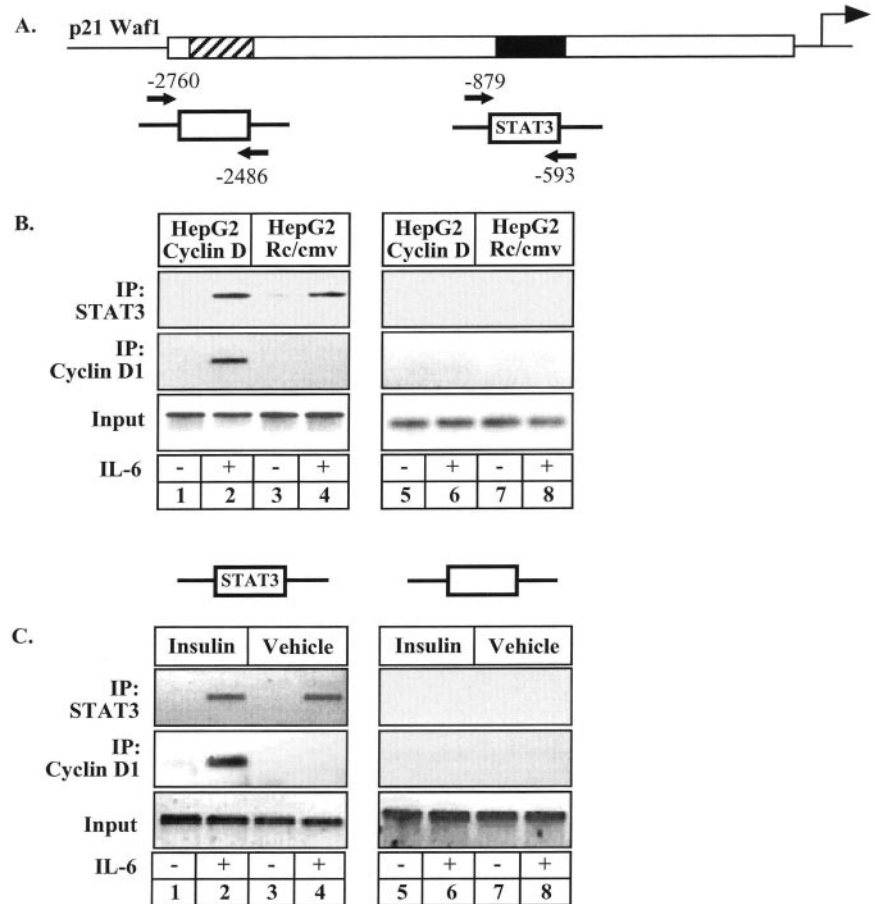 A.
p21 Waf1
-2760 -879
STAT3
-2486 -593
B.
HepG2 HepG2 HepG2 HepG2
Cyclin D Rc/cmv Cyclin D Rc/cmv
IP:
STAT3
IP:
Cyclin D1
Input
IL-6 - + - + - + - +
1 2 3 4 5 6 7 8
STAT3
C.
Insulin Vehicle Insulin Vehicle
IP:
STAT3
IP:
Cyclin D1
Input
IL-6 - + - + - + - +
1 2 3 4 5 6 7 8